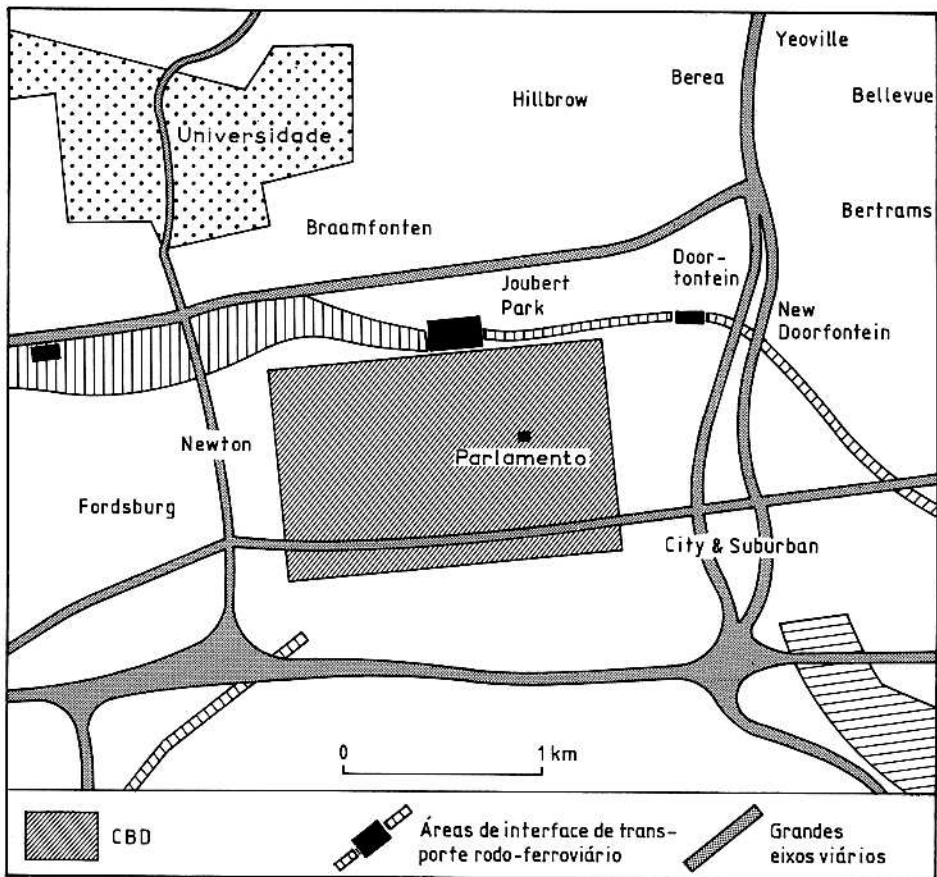 Yeoville
Berea
Hillbrow
Bellevue
Universidade
Bertrams
Braamfonten
Door-
tontein
Joubert
Park
New
Doorfontein
Newton
Parlamento
Fordsburg
City & Suburban
0 1 km
CBD
Áreas de interface de trans-
porte rodo-ferroviário
Grandes
eixos viários